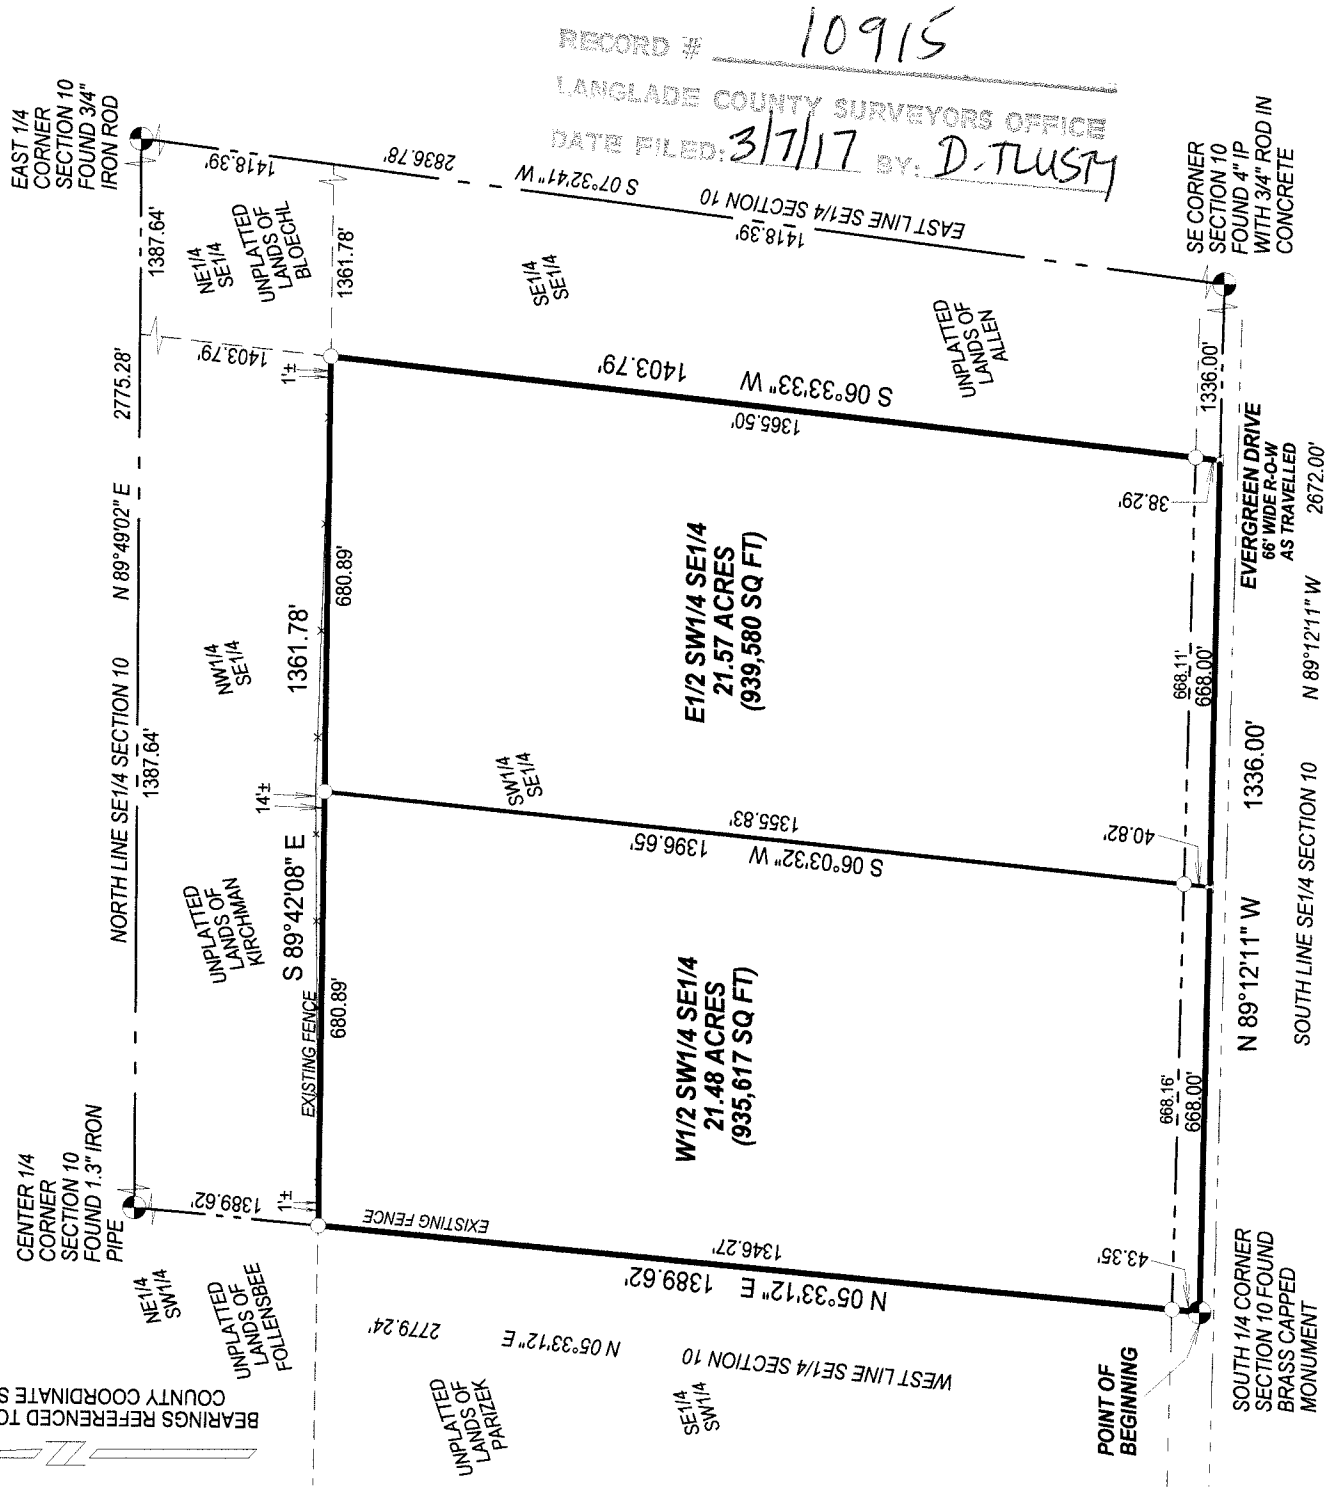 RECORD # 10915
LANGLADE COUNTY SURVEYORS OFFICE
DATE FILED: 3/7/17 BY: D. TLUSTY
EAST 1/4
CORNER
SECTION 10
FOUND 3/4"
IRON ROD
1418.39'
2836.78'
S 07°32'41" W
1418.39'
EAST LINE SE1/4 SECTION 10
SE CORNER
SECTION 10
FOUND 4" IP
WITH 3/4" ROD IN
CONCRETE
1387.64'
NE1/4
SE1/4
UNPLATTED
LANDS OF
BLOECHL
1361.78'
SE1/4
SE1/4
UNPLATTED
LANDS OF
ALLEN
1336.00'
2775.28'
1403.79'
1'±
1403.79'
S 06°33'33" W
1365.50'
38.29'
EVERGREEN DRIVE
66' WIDE R-O-W
AS TRAVELLED
2672.00'
N 89°49'02" E
680.89'
E1/2 SW1/4 SE1/4
21.57 ACRES
(939,580 SQ FT)
668.11'
668.00'
N 89°12'11" W
NORTH LINE SE1/4 SECTION 10
1387.64'
NW1/4
SE1/4
1361.78'
14'±
SW1/4
SE1/4
1355.83'
1396.65'
S 06°03'32" W
40.82'
1336.00'
UNPLATTED
LANDS OF
KIRCHMAN
S 89°42'08" E
EXISTING FENCE
680.89'
W1/2 SW1/4 SE1/4
21.48 ACRES
(935,617 SQ FT)
668.16'
668.00'
N 89°12'11" W
SOUTH LINE SE1/4 SECTION 10
CENTER 1/4
CORNER
SECTION 10
FOUND 1.3" IRON
PIPE
1389.62'
1'±
EXISTING FENCE
1346.27'
N 05°33'12" E
1389.62'
43.35'
SOUTH 1/4 CORNER
SECTION 10 FOUND
BRASS CAPPED
MONUMENT
NE1/4
SW1/4
UNPLATTED
LANDS OF
FOLLENSBEE
2779.24'
N 05°33'12" E
WEST LINE SE1/4 SECTION 10
UNPLATTED
LANDS OF
PARIZEK
SE1/4
SW1/4
POINT OF
BEGINNING
BEARINGS REFERENCED TO
COUNTY COORDINATE S
N